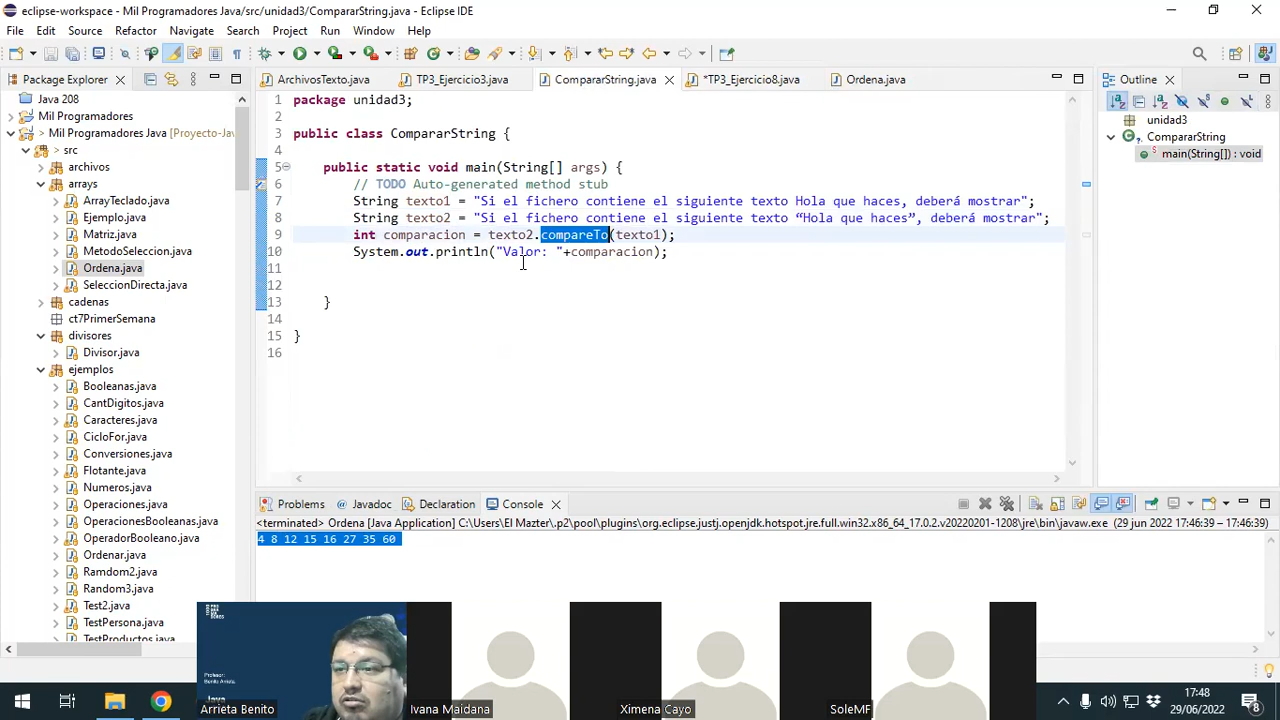 eclipse-workspace - Mil Programadores Java/src/unidad3/CompararString.java - Eclipse IDE
File Edit Source Refactor Navigate Search Project Run Window Help
Package Explorer
ArchivosTexto.java TP3_Ejercicio3.java CompararString.java *TP3_Ejercicio8.java Ordena.java
Outline
Java 208
Mil Programadores
Mil Programadores Java [Proyecto-Ja
src
archivos
arrays
ArrayTeclado.java
Ejemplo.java
Matriz.java
MetodoSeleccion.java
Ordena.java
SeleccionDirecta.java
cadenas
ct7PrimerSemana
divisores
Divisor.java
ejemplos
Booleanas.java
CantDigitos.java
Caracteres.java
CicloFor.java
Conversiones.java
Flotante.java
Numeros.java
Operaciones.java
OperacionesBooleanas.java
OperadorBooleano.java
Ordenar.java
Ramdom2.java
Random3.java
Test2.java
TestPersona.java
TestProductos.java
1 package unidad3;
2
3 public class CompararString {
4
5 public static void main(String[] args) {
6 // TODO Auto-generated method stub
7 String texto1 = "Si el fichero contiene el siguiente texto Hola que haces, deberá mostrar";
8 String texto2 = "Si el fichero contiene el siguiente texto “Hola que haces”, deberá mostrar";
9 int comparacion = texto2.compareTo(texto1);
10 System.out.println("Valor: "+comparacion);
11
12
13 }
14
15 }
16
unidad3
CompararString
main(String[]) : void
Problems Javadoc Declaration Console
<terminated> Ordena [Java Application] C:\Users\El Mazter\.p2\pool\plugins\org.eclipse.justj.openjdk.hotspot.jre.full.win32.x86_64_17.0.2.v20220201-1208\jre\bin\javaw.exe (29 jun 2022 17:46:39 – 17:46:39)
4 8 12 15 16 27 35 60
Profesor:
Benito Arrieta.
Java
Arrieta Benito
Ivana Maidana
Ximena Cayo
SoleMF
17:48
29/06/2022